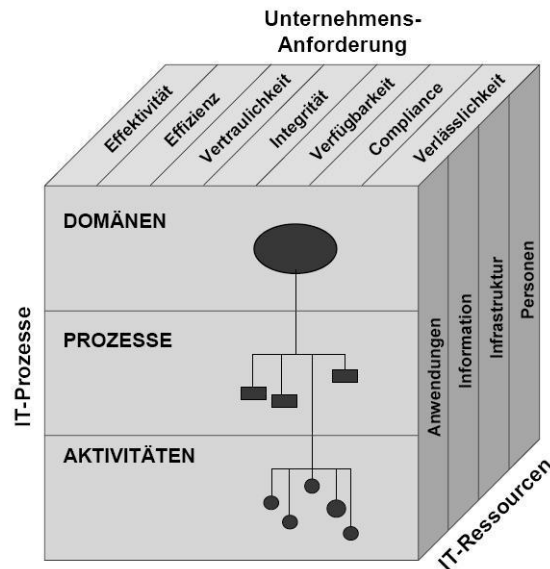 Unternehmens-
Anforderung
Effektivität
Effizienz
Vertraulichkeit
Integrität
Verfügbarkeit
Compliance
Verlässlichkeit
IT-Prozesse
DOMÄNEN
PROZESSE
AKTIVITÄTEN
Anwendungen
Information
Infrastruktur
Personen
IT-Ressourcen